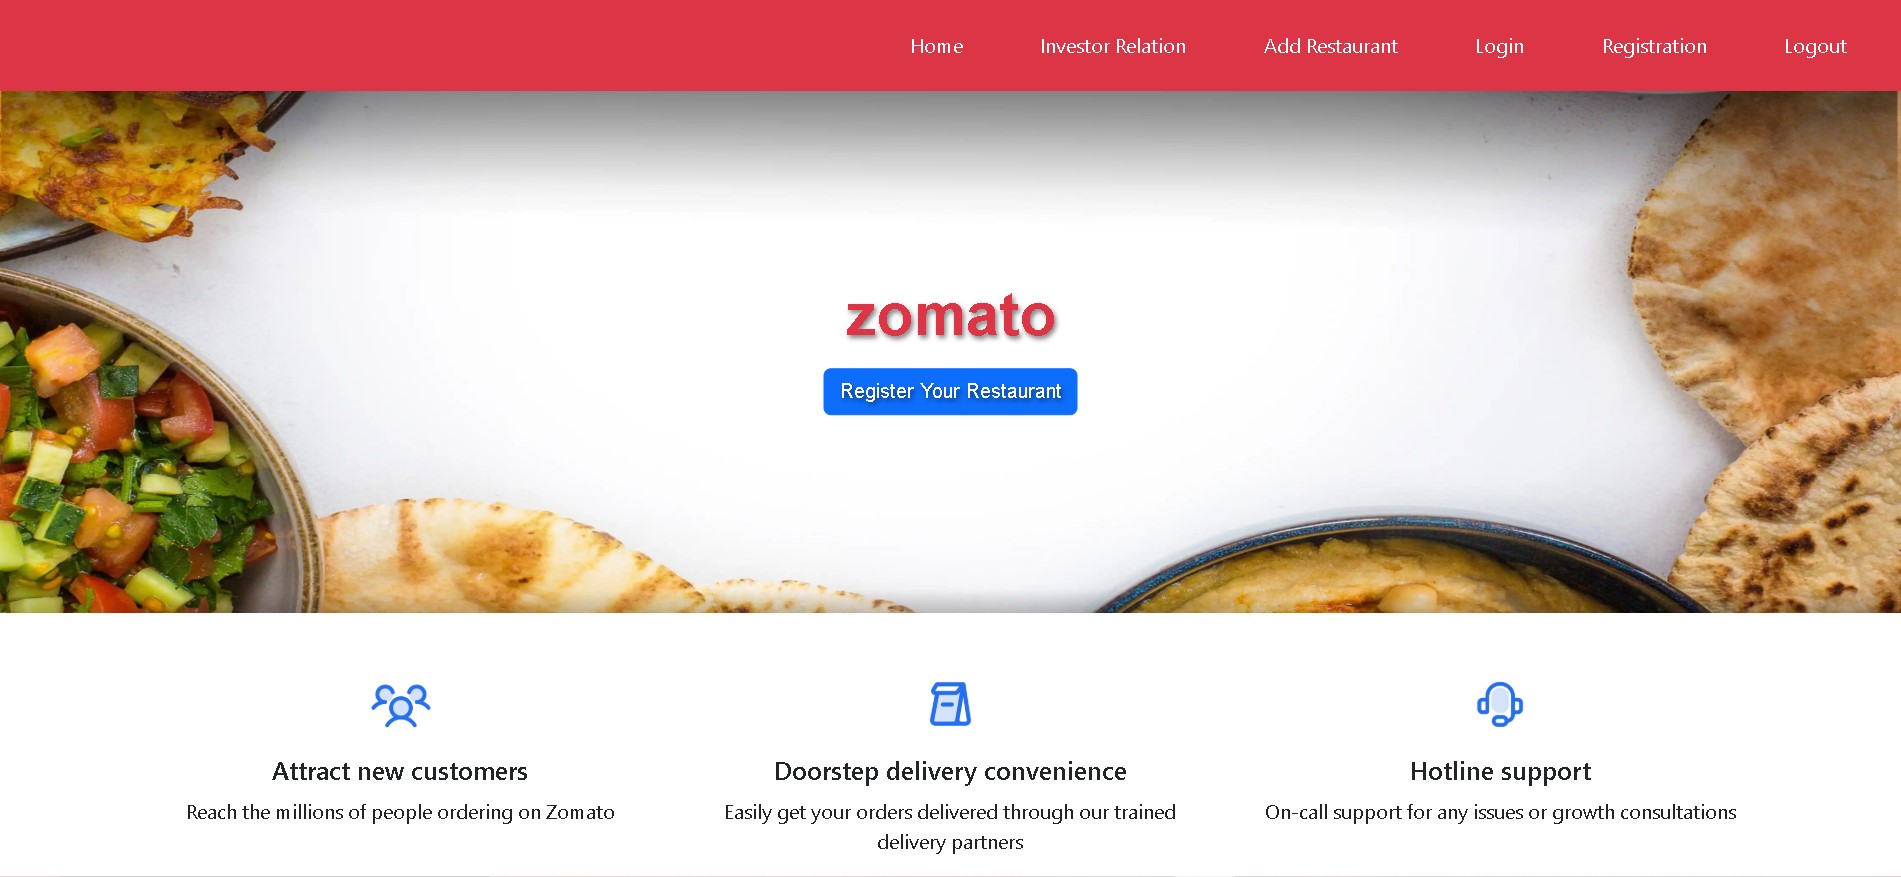 Home Investor Relation Add Restaurant Login Registration Logout
zomato
Register Your Restaurant
Attract new customers
Reach the millions of people ordering on Zomato
Doorstep delivery convenience
Easily get your orders delivered through our trained
delivery partners
Hotline support
On-call support for any issues or growth consultations